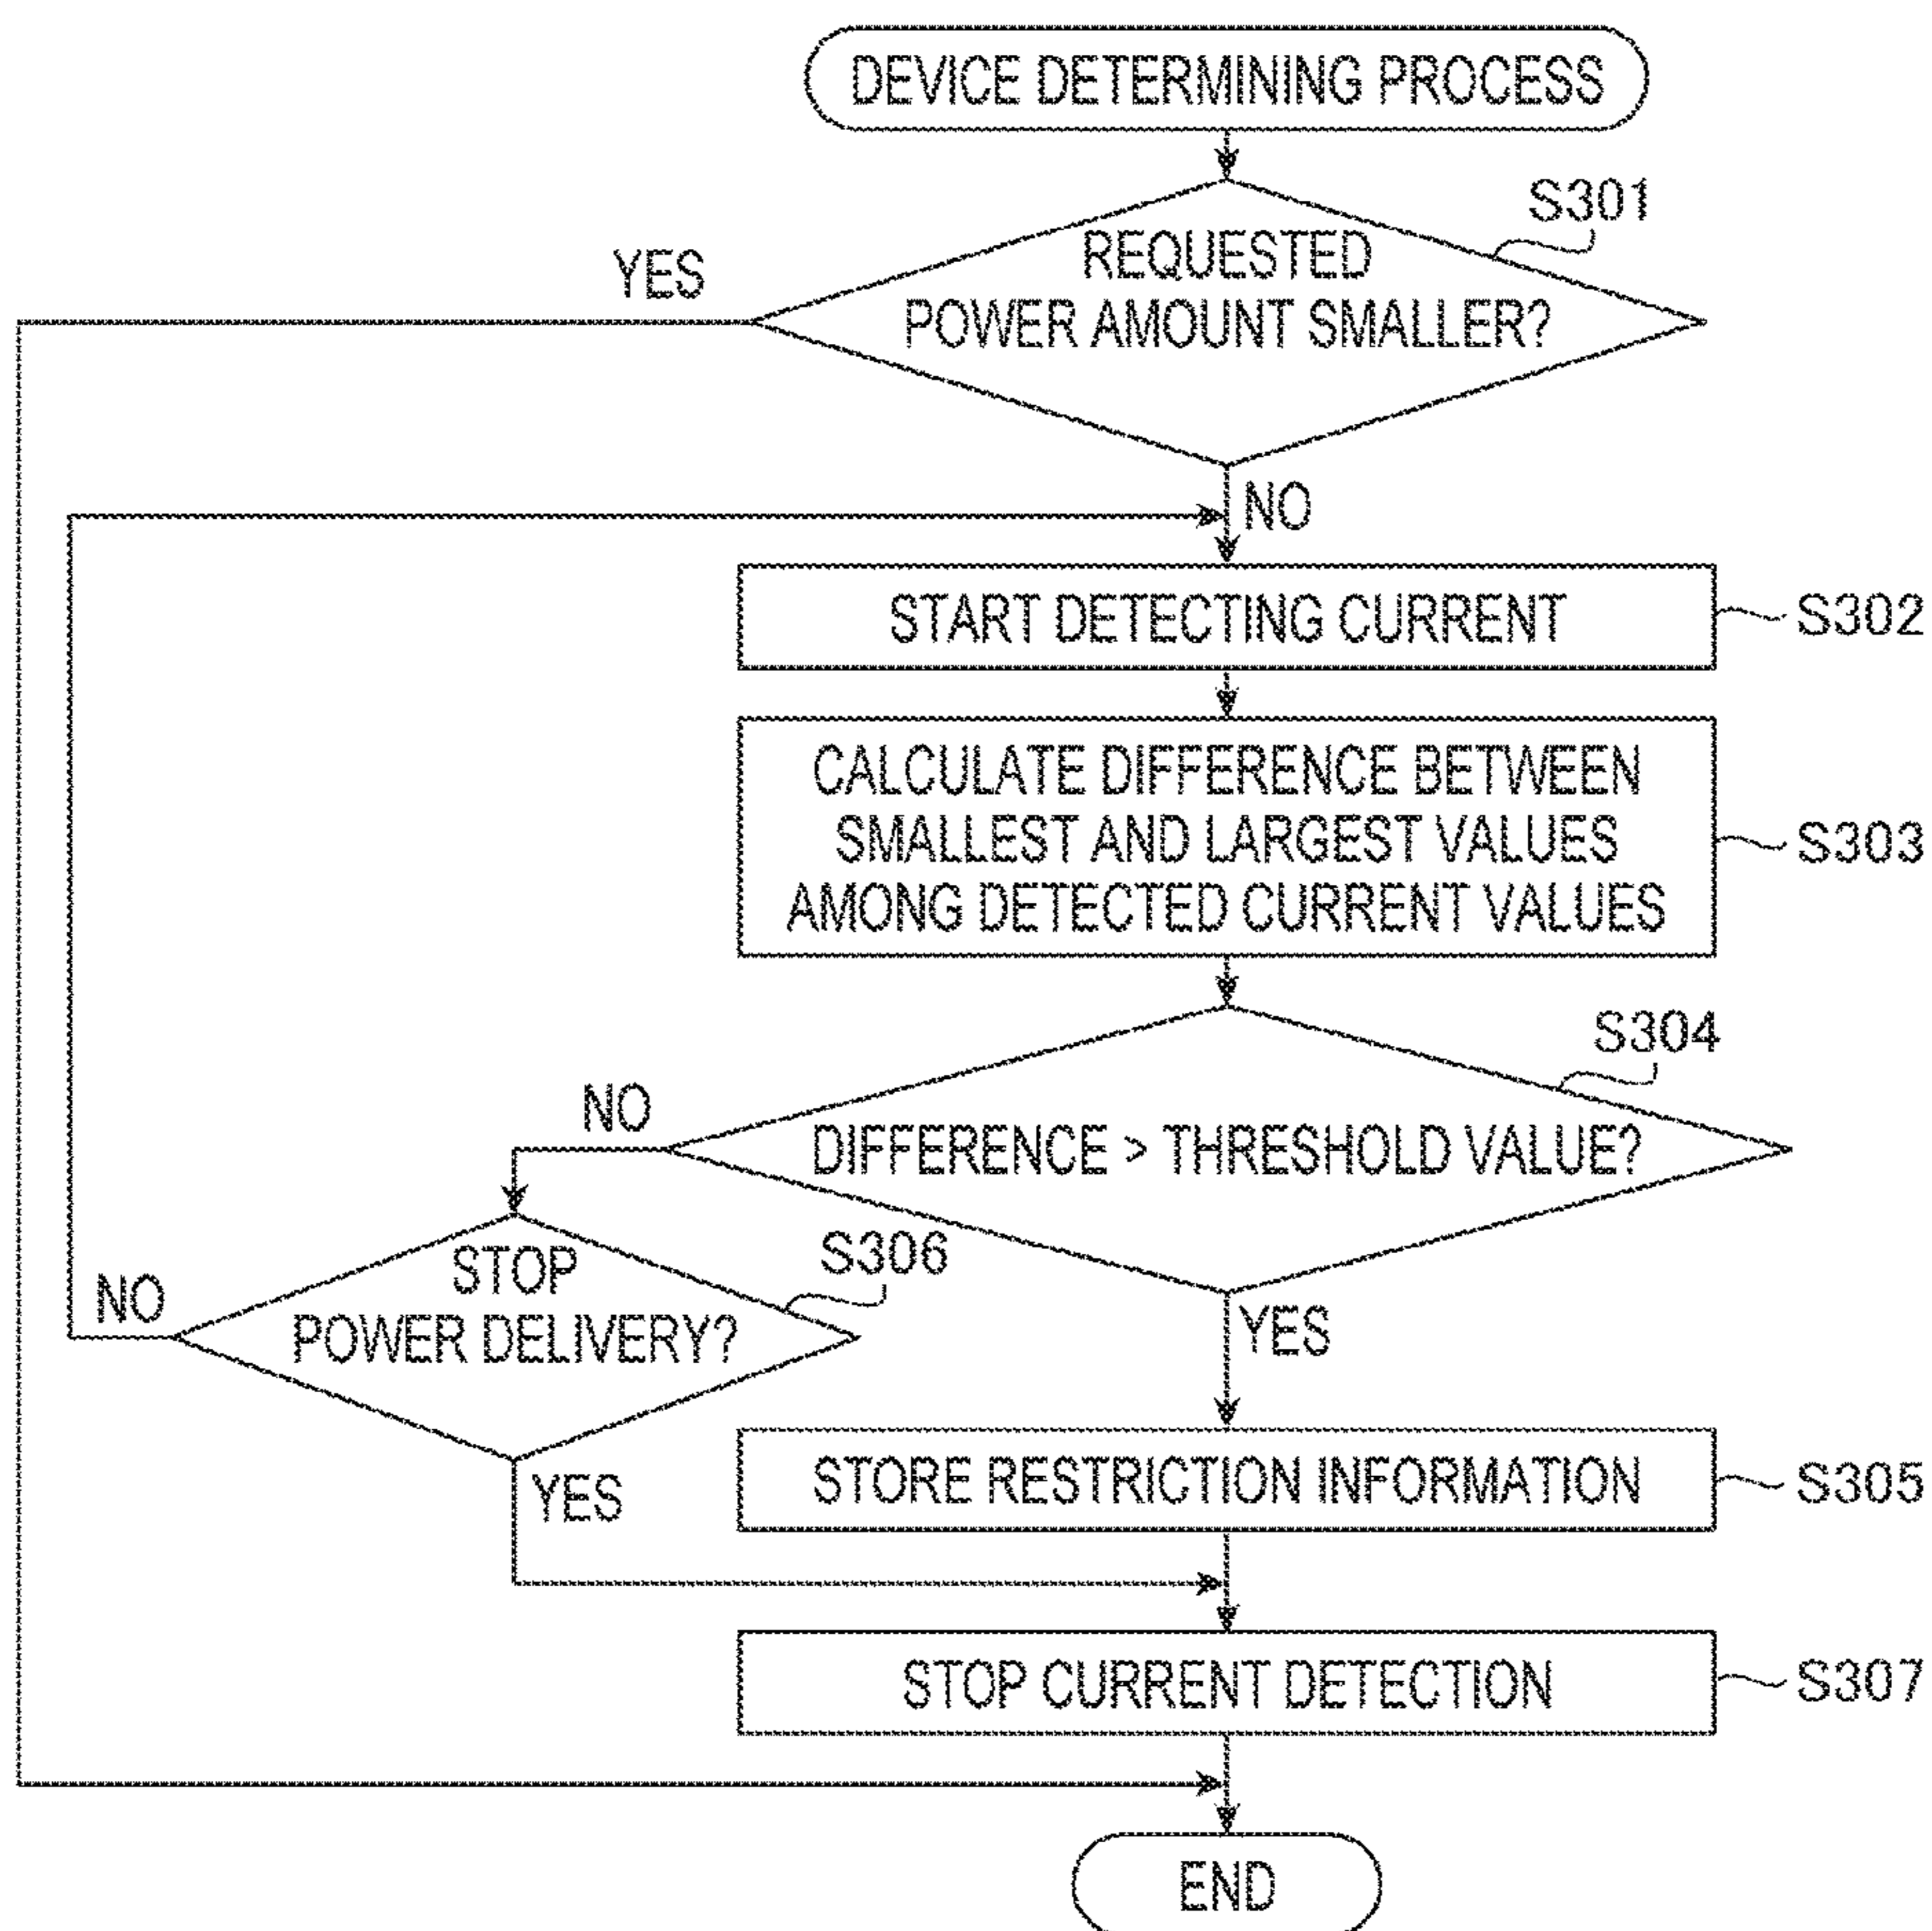 DEVICE DETERMINING PROCESS
S301
YES
REQUESTED
POWER AMOUNT SMALLER?
NO
START DETECTING CURRENT
S302
CALCULATE DIFFERENCE BETWEEN
SMALLEST AND LARGEST VALUES
AMONG DETECTED CURRENT VALUES
S303
S304
NO
DIFFERENCE > THRESHOLD VALUE?
S306
STOP
POWER DELIVERY?
NO
YES
YES
STORE RESTRICTION INFORMATION
S305
STOP CURRENT DETECTION
S307
END